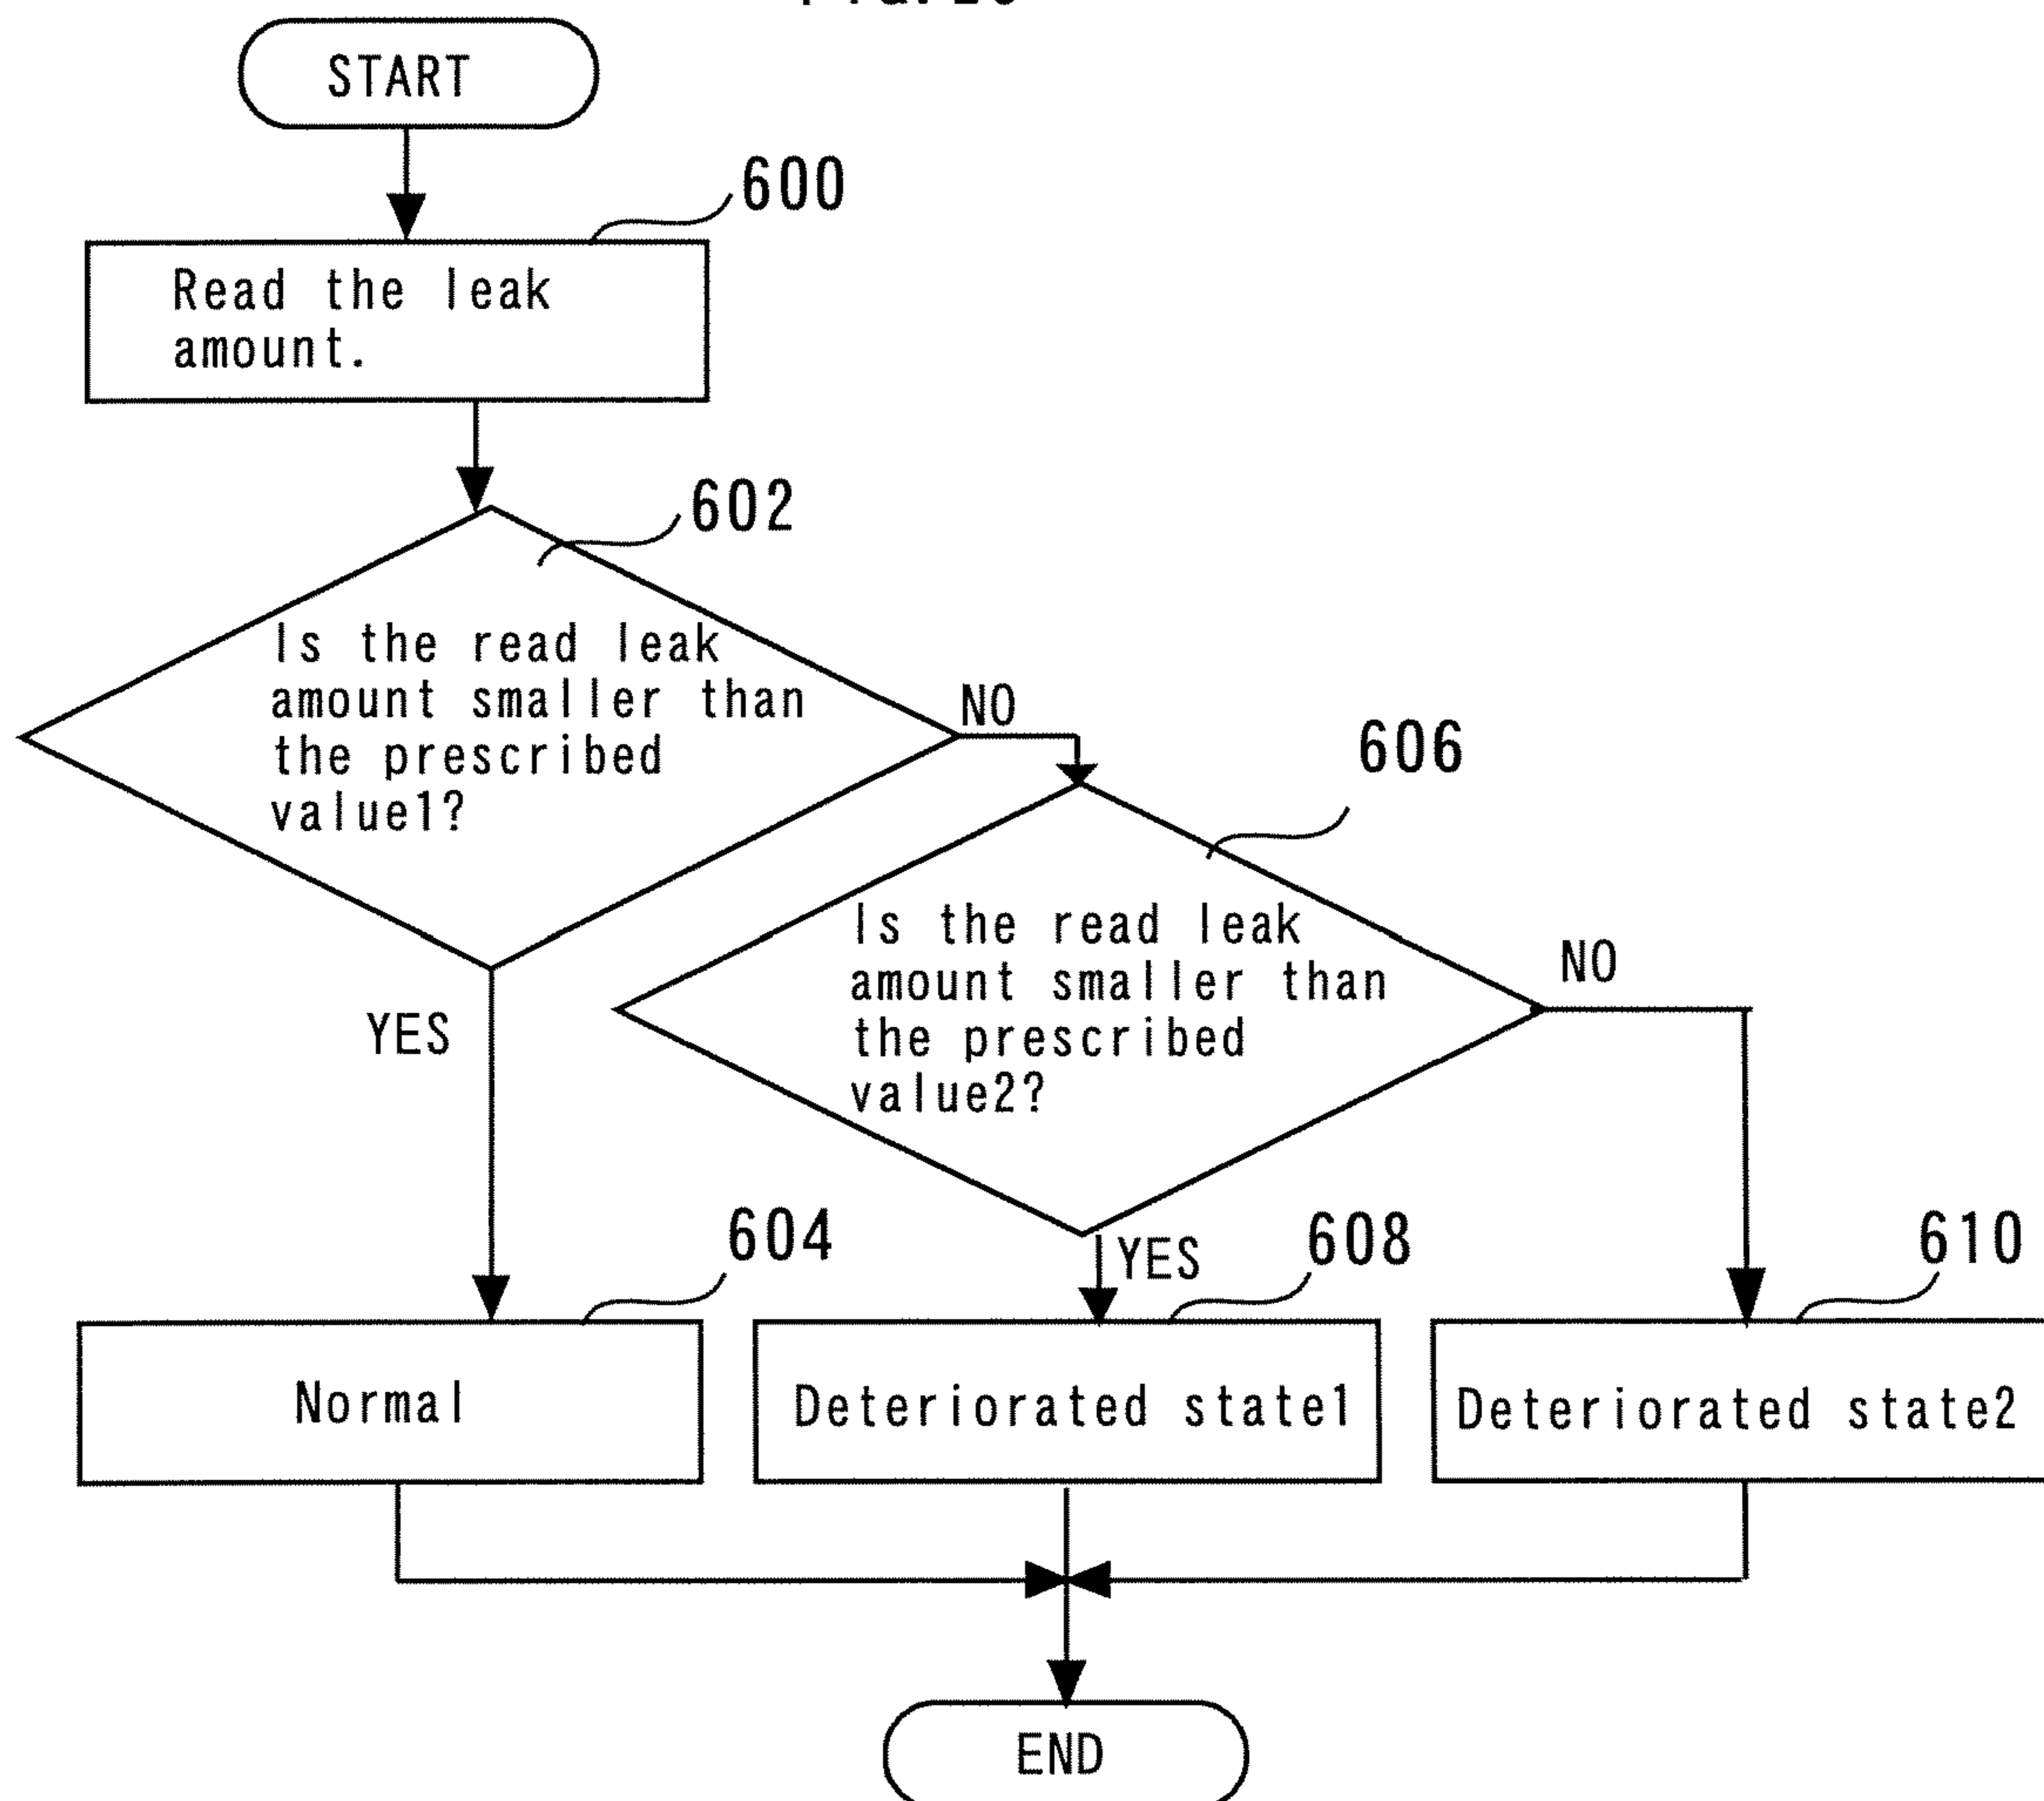 START
600
Read the leak
amount.
602
Is the read leak
amount smaller than
the prescribed
value1?
NO
606
Is the read leak
amount smaller than
the prescribed
value2?
NO
YES
YES
604
608
610
Normal
Deteriorated state1
Deteriorated state2
END